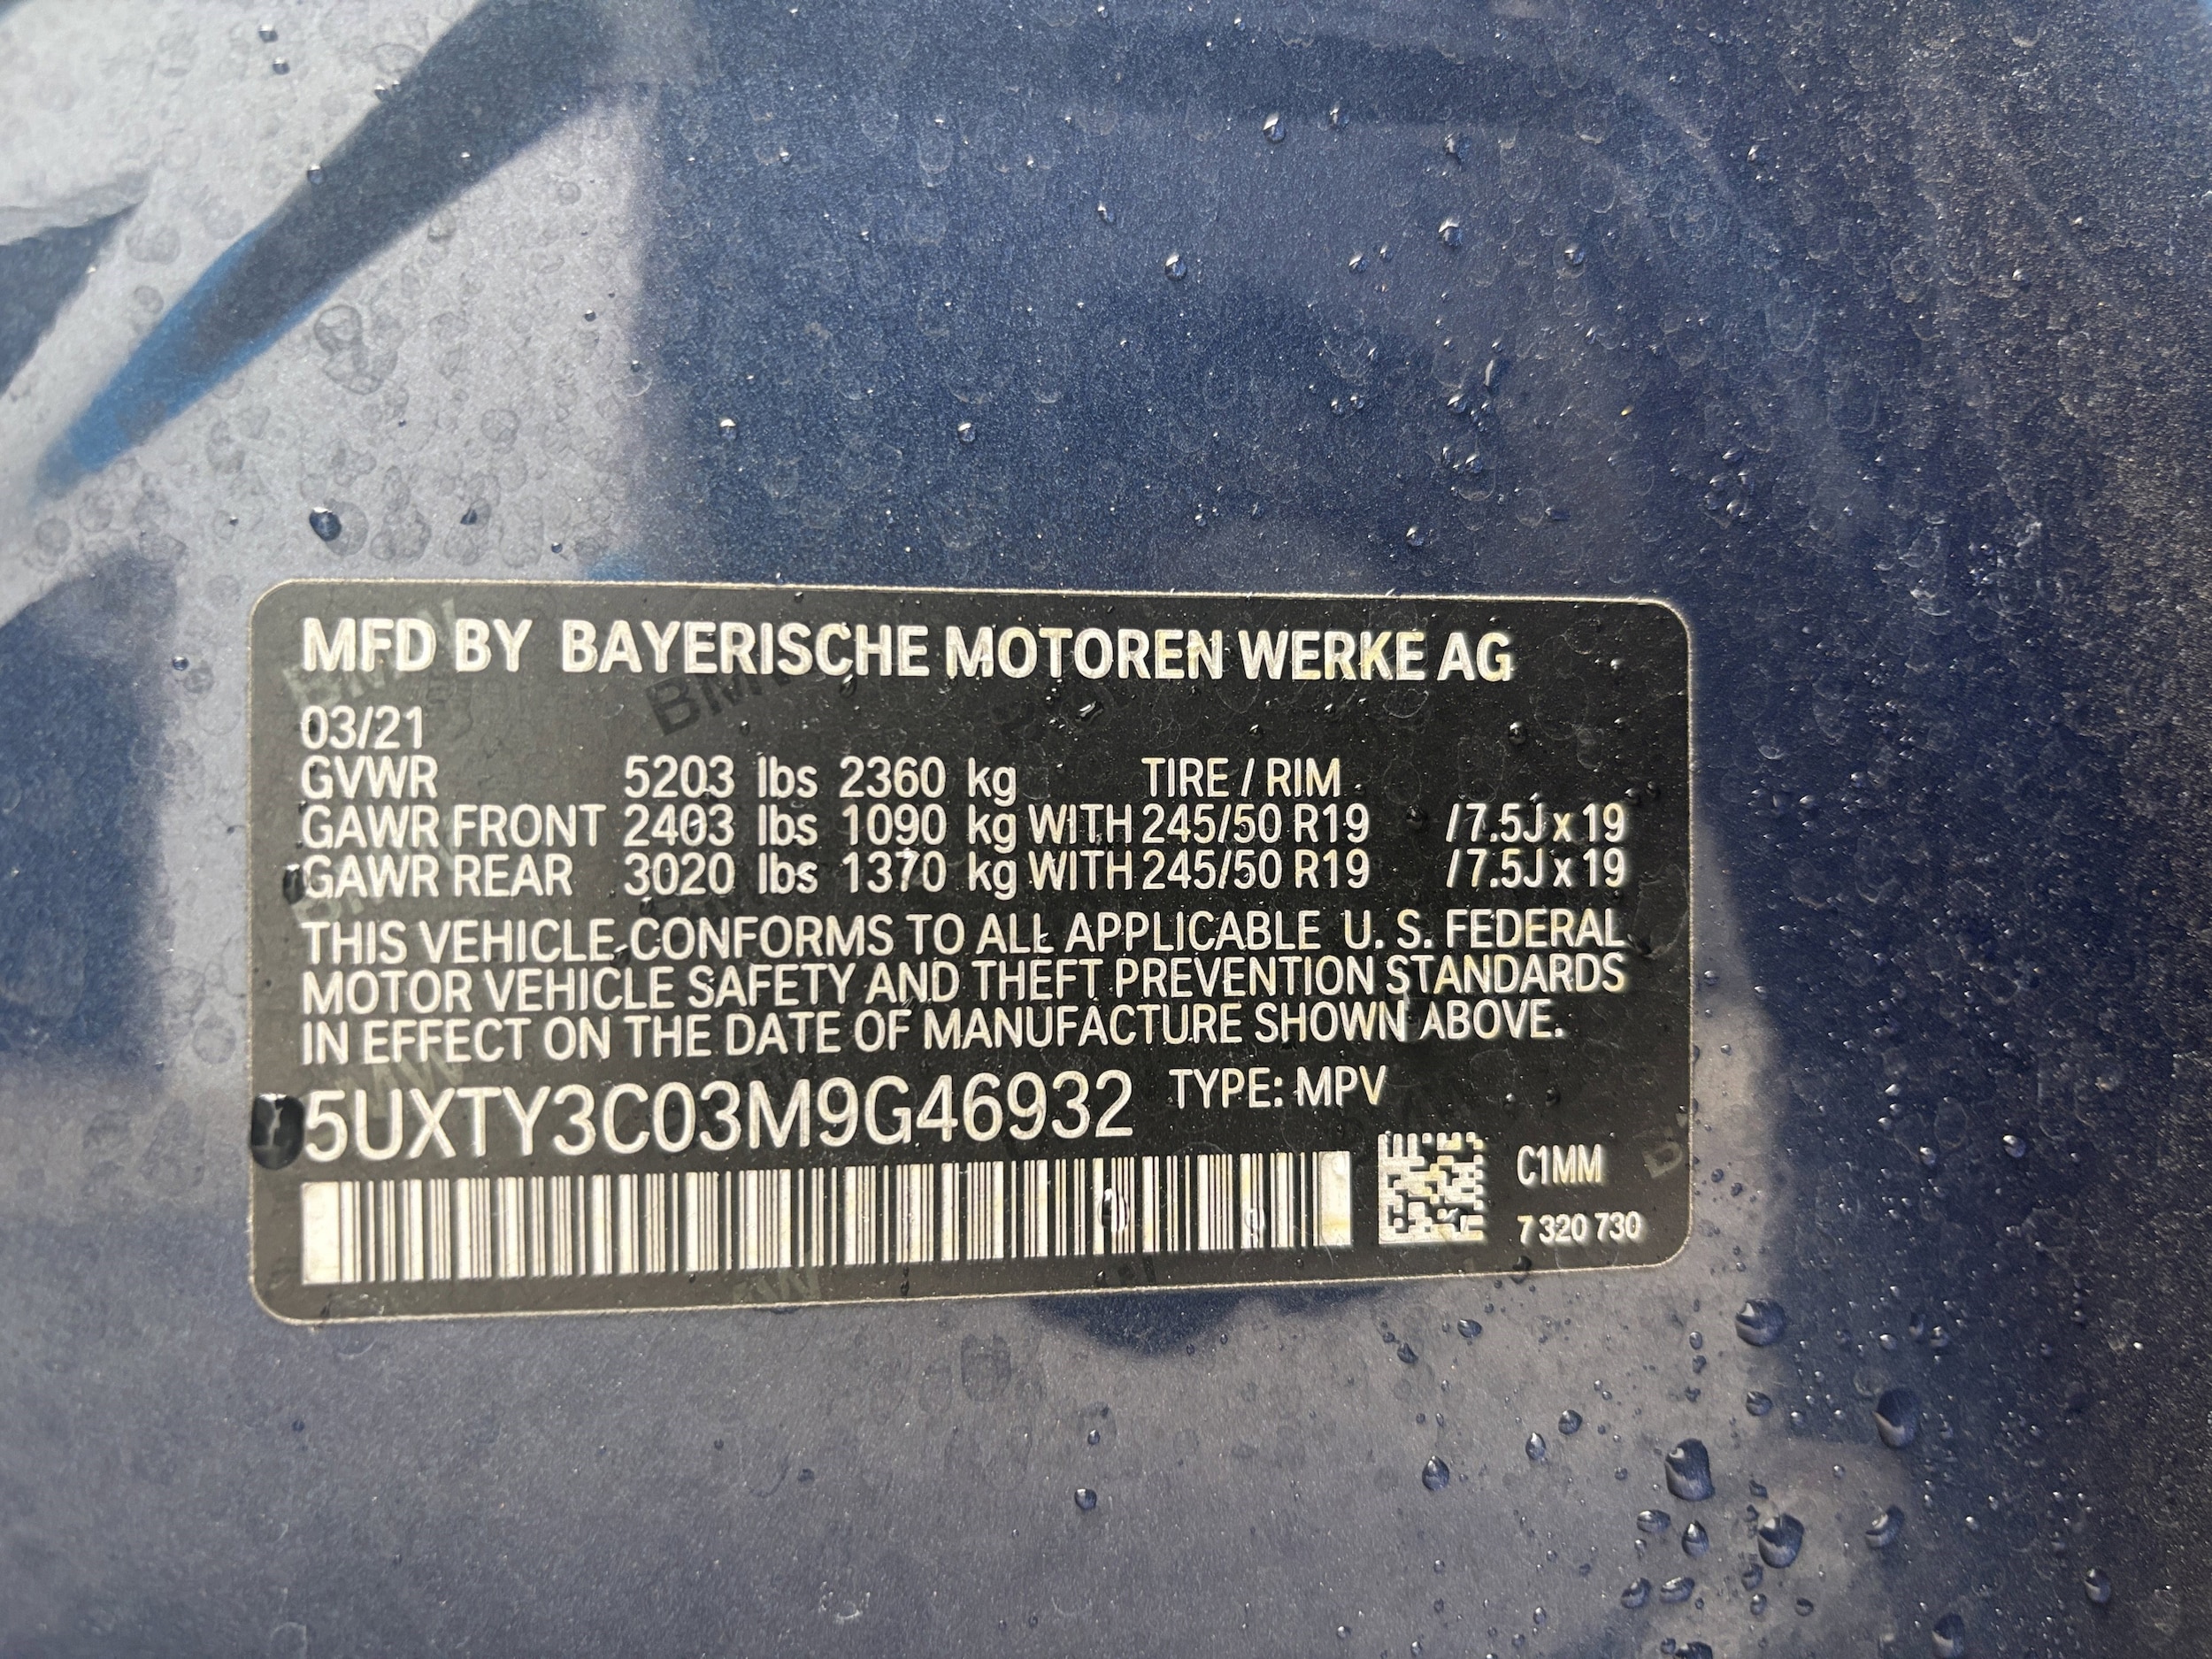 MFD BY BAYERISCHE MOTOREN WERKE AG
03/21
GVWR 5203 lbs 2360 kg TIRE / RIM
GAWR FRONT 2403 lbs 1090 kg WITH 245/50 R19 /7.5J x 19
GAWR REAR 3020 lbs 1370 kg WITH 245/50 R19 /7.5J x 19
THIS VEHICLE CONFORMS TO ALL APPLICABLE U. S. FEDERAL
MOTOR VEHICLE SAFETY AND THEFT PREVENTION STANDARDS
IN EFFECT ON THE DATE OF MANUFACTURE SHOWN ABOVE.
5UXTY3C03M9G46932 TYPE: MPV
C1MM
7 320 730